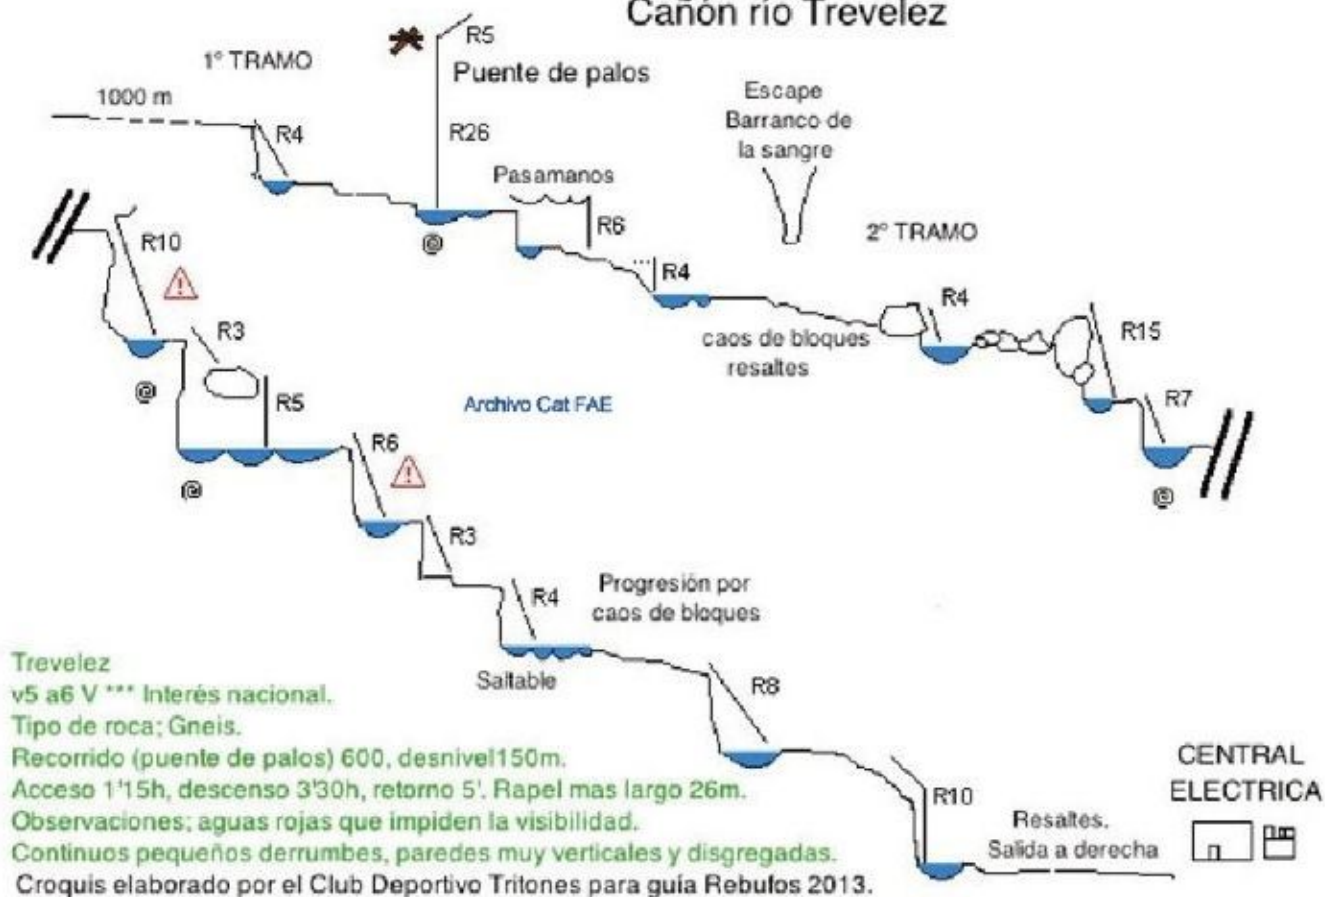 Cañón río Trevelez
1º TRAMO
1000 m
R4
R5
Puente de palos
R26
@
Pasamanos
R6
R4
Escape
Barranco de
la sangre
2º TRAMO
caos de bloques
resaltes
R4
R15
R7
@
R10
@
R3
R5
@
Archivo Cat FAE
R6
R3
R4
Saltable
Progresión por
caos de bloques
R8
R10
Resaltes.
Salida a derecha
CENTRAL
ELECTRICA
Trevelez
v5 a6 V *** Interés nacional.
Tipo de roca; Gneis.
Recorrido (puente de palos) 600, desnivel150m.
Acceso 1'15h, descenso 3'30h, retorno 5'. Rapel mas largo 26m.
Observaciones; aguas rojas que impiden la visibilidad.
Continuos pequeños derrumbes, paredes muy verticales y disgregadas.
Croquis elaborado por el Club Deportivo Tritones para guía Rebufos 2013.